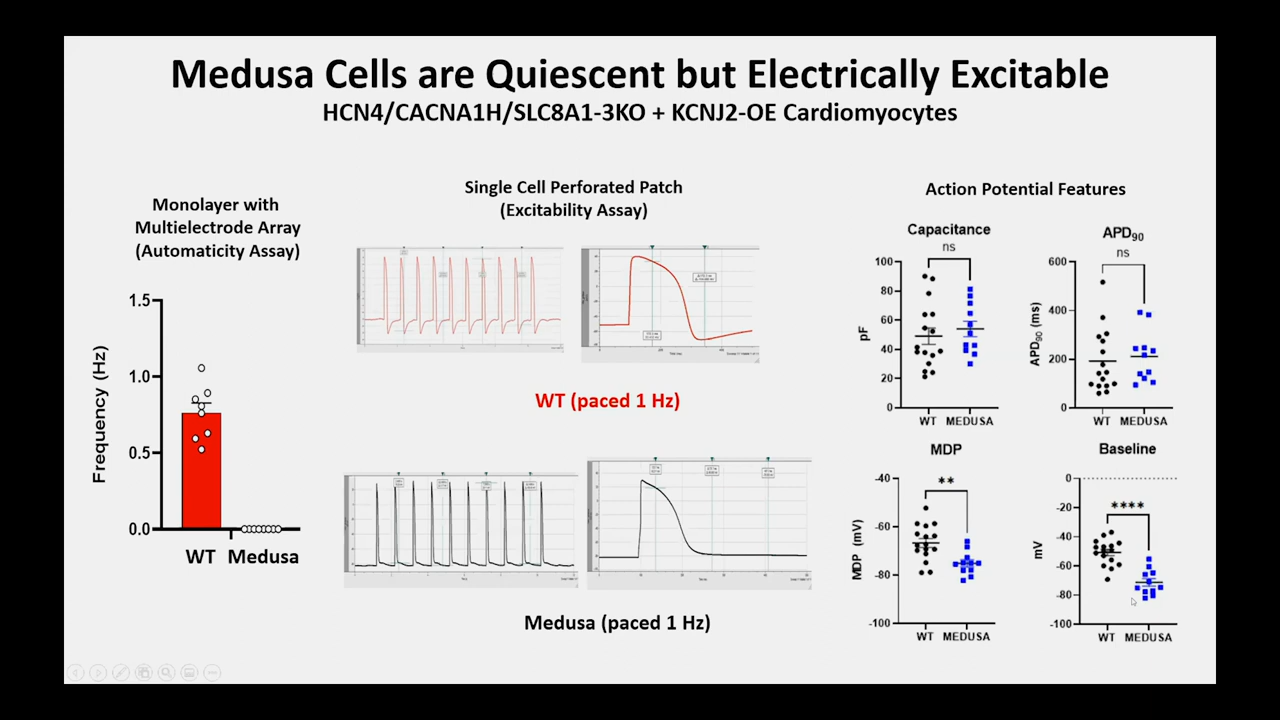 Medusa Cells are Quiescent but Electrically Excitable
HCN4/CACNA1H/SLC8A1-3KO + KCNJ2-OE Cardiomyocytes
Monolayer with
Multielectrode Array
(Automaticity Assay)
1.5
1.0
0.5
0.0
Frequency (Hz)
WT Medusa
Single Cell Perforated Patch
(Excitability Assay)
WT (paced 1 Hz)
Medusa (paced 1 Hz)
Action Potential Features
Capacitance
ns
100
80
60
40
20
0
pF
WT MEDUSA
APD90
ns
600
400
200
0
APD90 (ms)
WT MEDUSA
MDP
**
-40
-60
-80
-100
MDP (mV)
WT MEDUSA
Baseline
****
0
-20
-40
-60
-80
-100
mV
WT MEDUSA